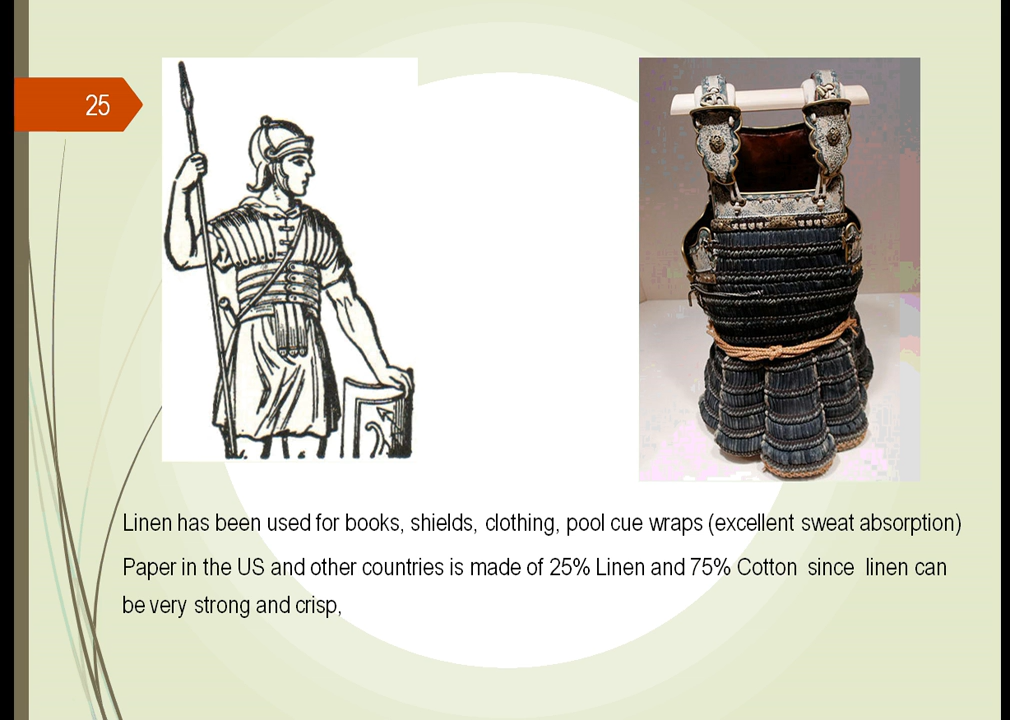 25
Linen has been used for books, shields, clothing, pool cue wraps (excellent sweat absorption)
Paper in the US and other countries is made of 25% Linen and 75% Cotton since linen can
be very strong and crisp,